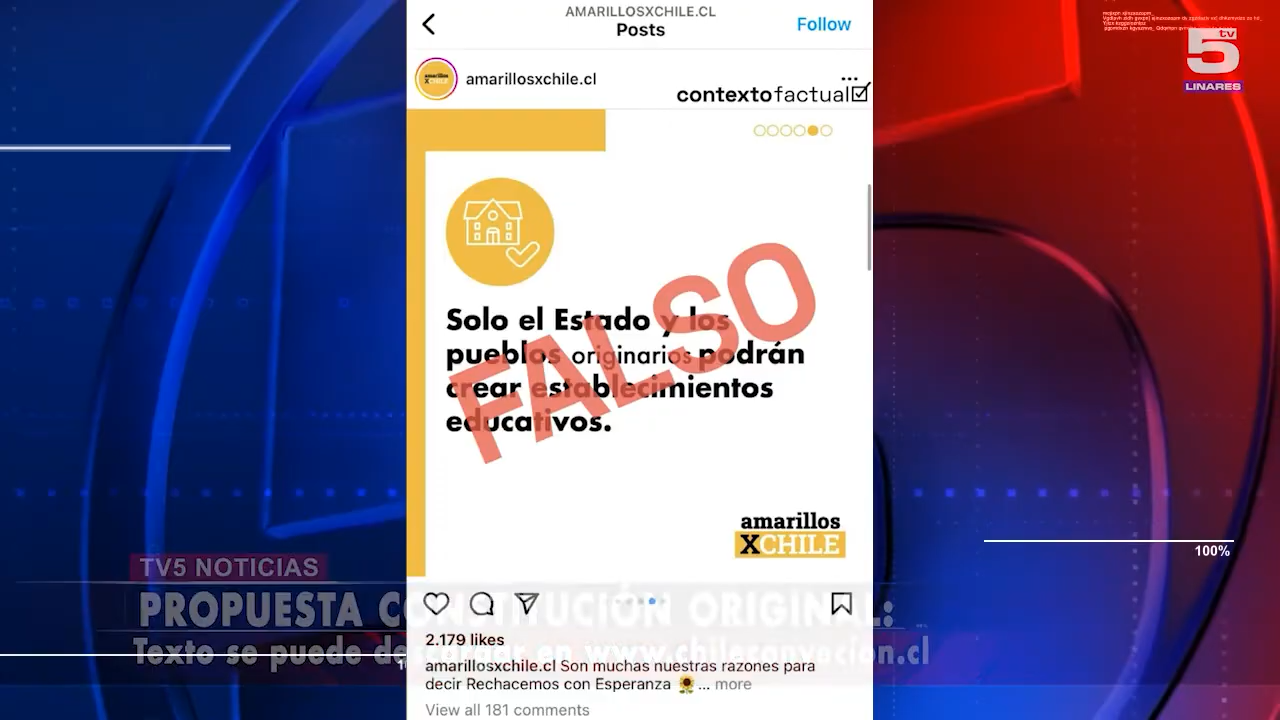 AMARILLOSXCHILE.CL
Posts
Follow
amarillosxchile.cl
...
contextofactual
tv
5
LINARES
Solo el Estado y los
pueblos originarios podrán
crear establecimientos
educativos.
FALSO
amarillos
XCHILE
100%
TV5 NOTICIAS
PROPUESTA CONSTITUCIÓN ORIGINAL:
Texto se puede descargar en www.chileconvencion.cl
2.179 likes
amarillosxchile.cl Son muchas nuestras razones para
decir Rechacemos con Esperanza 🌻... more
View all 181 comments